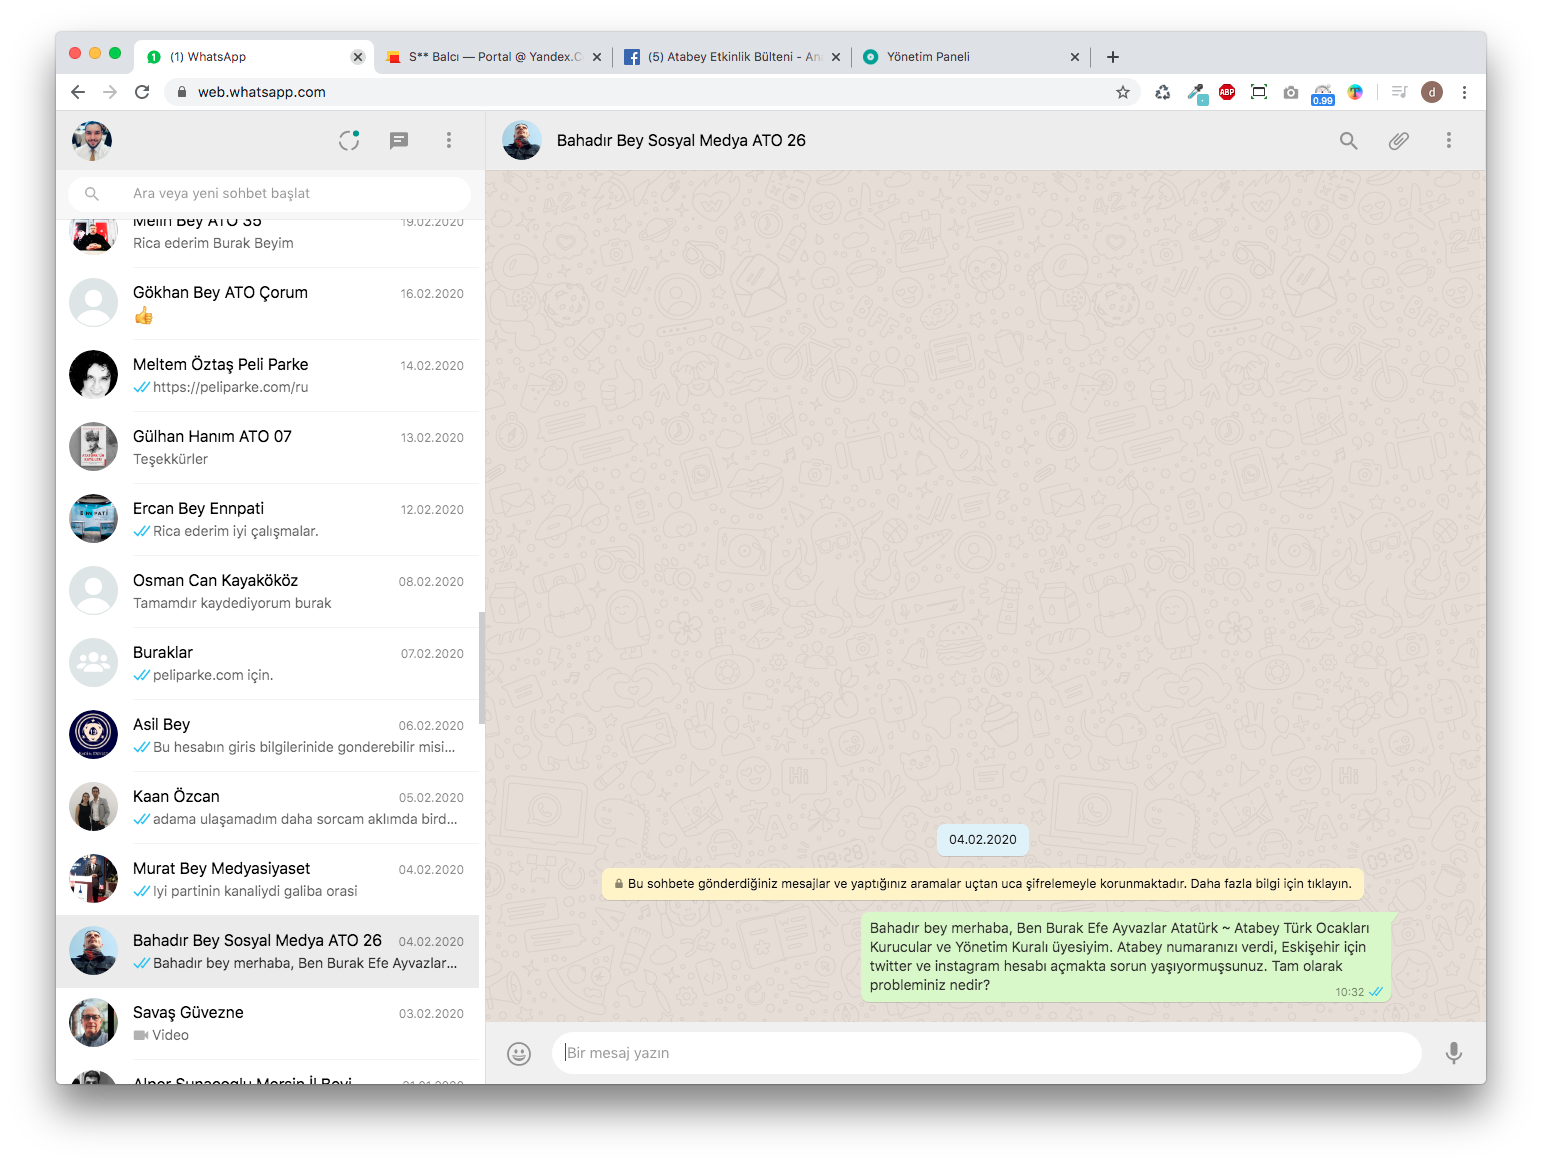 (1) WhatsApp
S** Balcı — Portal @ Yandex.C
(5) Atabey Etkinlik Bülteni - An
Yönetim Paneli
web.whatsapp.com
ABP
0.99
d
Bahadır Bey Sosyal Medya ATO 26
Ara veya yeni sohbet başlat
Melih Bey ATO 35
19.02.2020
Rica ederim Burak Beyim
Gökhan Bey ATO Çorum
16.02.2020
👍
Meltem Öztaş Peli Parke
14.02.2020
https://peliparke.com/ru
Gülhan Hanım ATO 07
13.02.2020
Teşekkürler
Ercan Bey Ennpati
12.02.2020
Rica ederim iyi çalışmalar.
Osman Can Kayaököz
08.02.2020
Tamamdır kaydediyorum burak
Buraklar
07.02.2020
peliparke.com için.
Asil Bey
06.02.2020
Bu hesabın giris bilgilerinide gonderebilir misi...
Kaan Özcan
05.02.2020
adama ulaşamadım daha sorcam aklımda bird...
Murat Bey Medyasiyaset
04.02.2020
Iyi partinin kanaliydi galiba orasi
Bahadır Bey Sosyal Medya ATO 26
04.02.2020
Bahadır bey merhaba, Ben Burak Efe Ayvazlar...
Savaş Güvezne
03.02.2020
Video
04.02.2020
Bu sohbete gönderdiğiniz mesajlar ve yaptığınız aramalar uçtan uca şifrelemeyle korunmaktadır. Daha fazla bilgi için tıklayın.
Bahadır bey merhaba, Ben Burak Efe Ayvazlar Atatürk ~ Atabey Türk Ocakları
Kurucular ve Yönetim Kuralı üyesiyim. Atabey numaranızı verdi, Eskişehir için
twitter ve instagram hesabı açmakta sorun yaşıyormuşsunuz. Tam olarak
probleminiz nedir?
10:32
Bir mesaj yazın